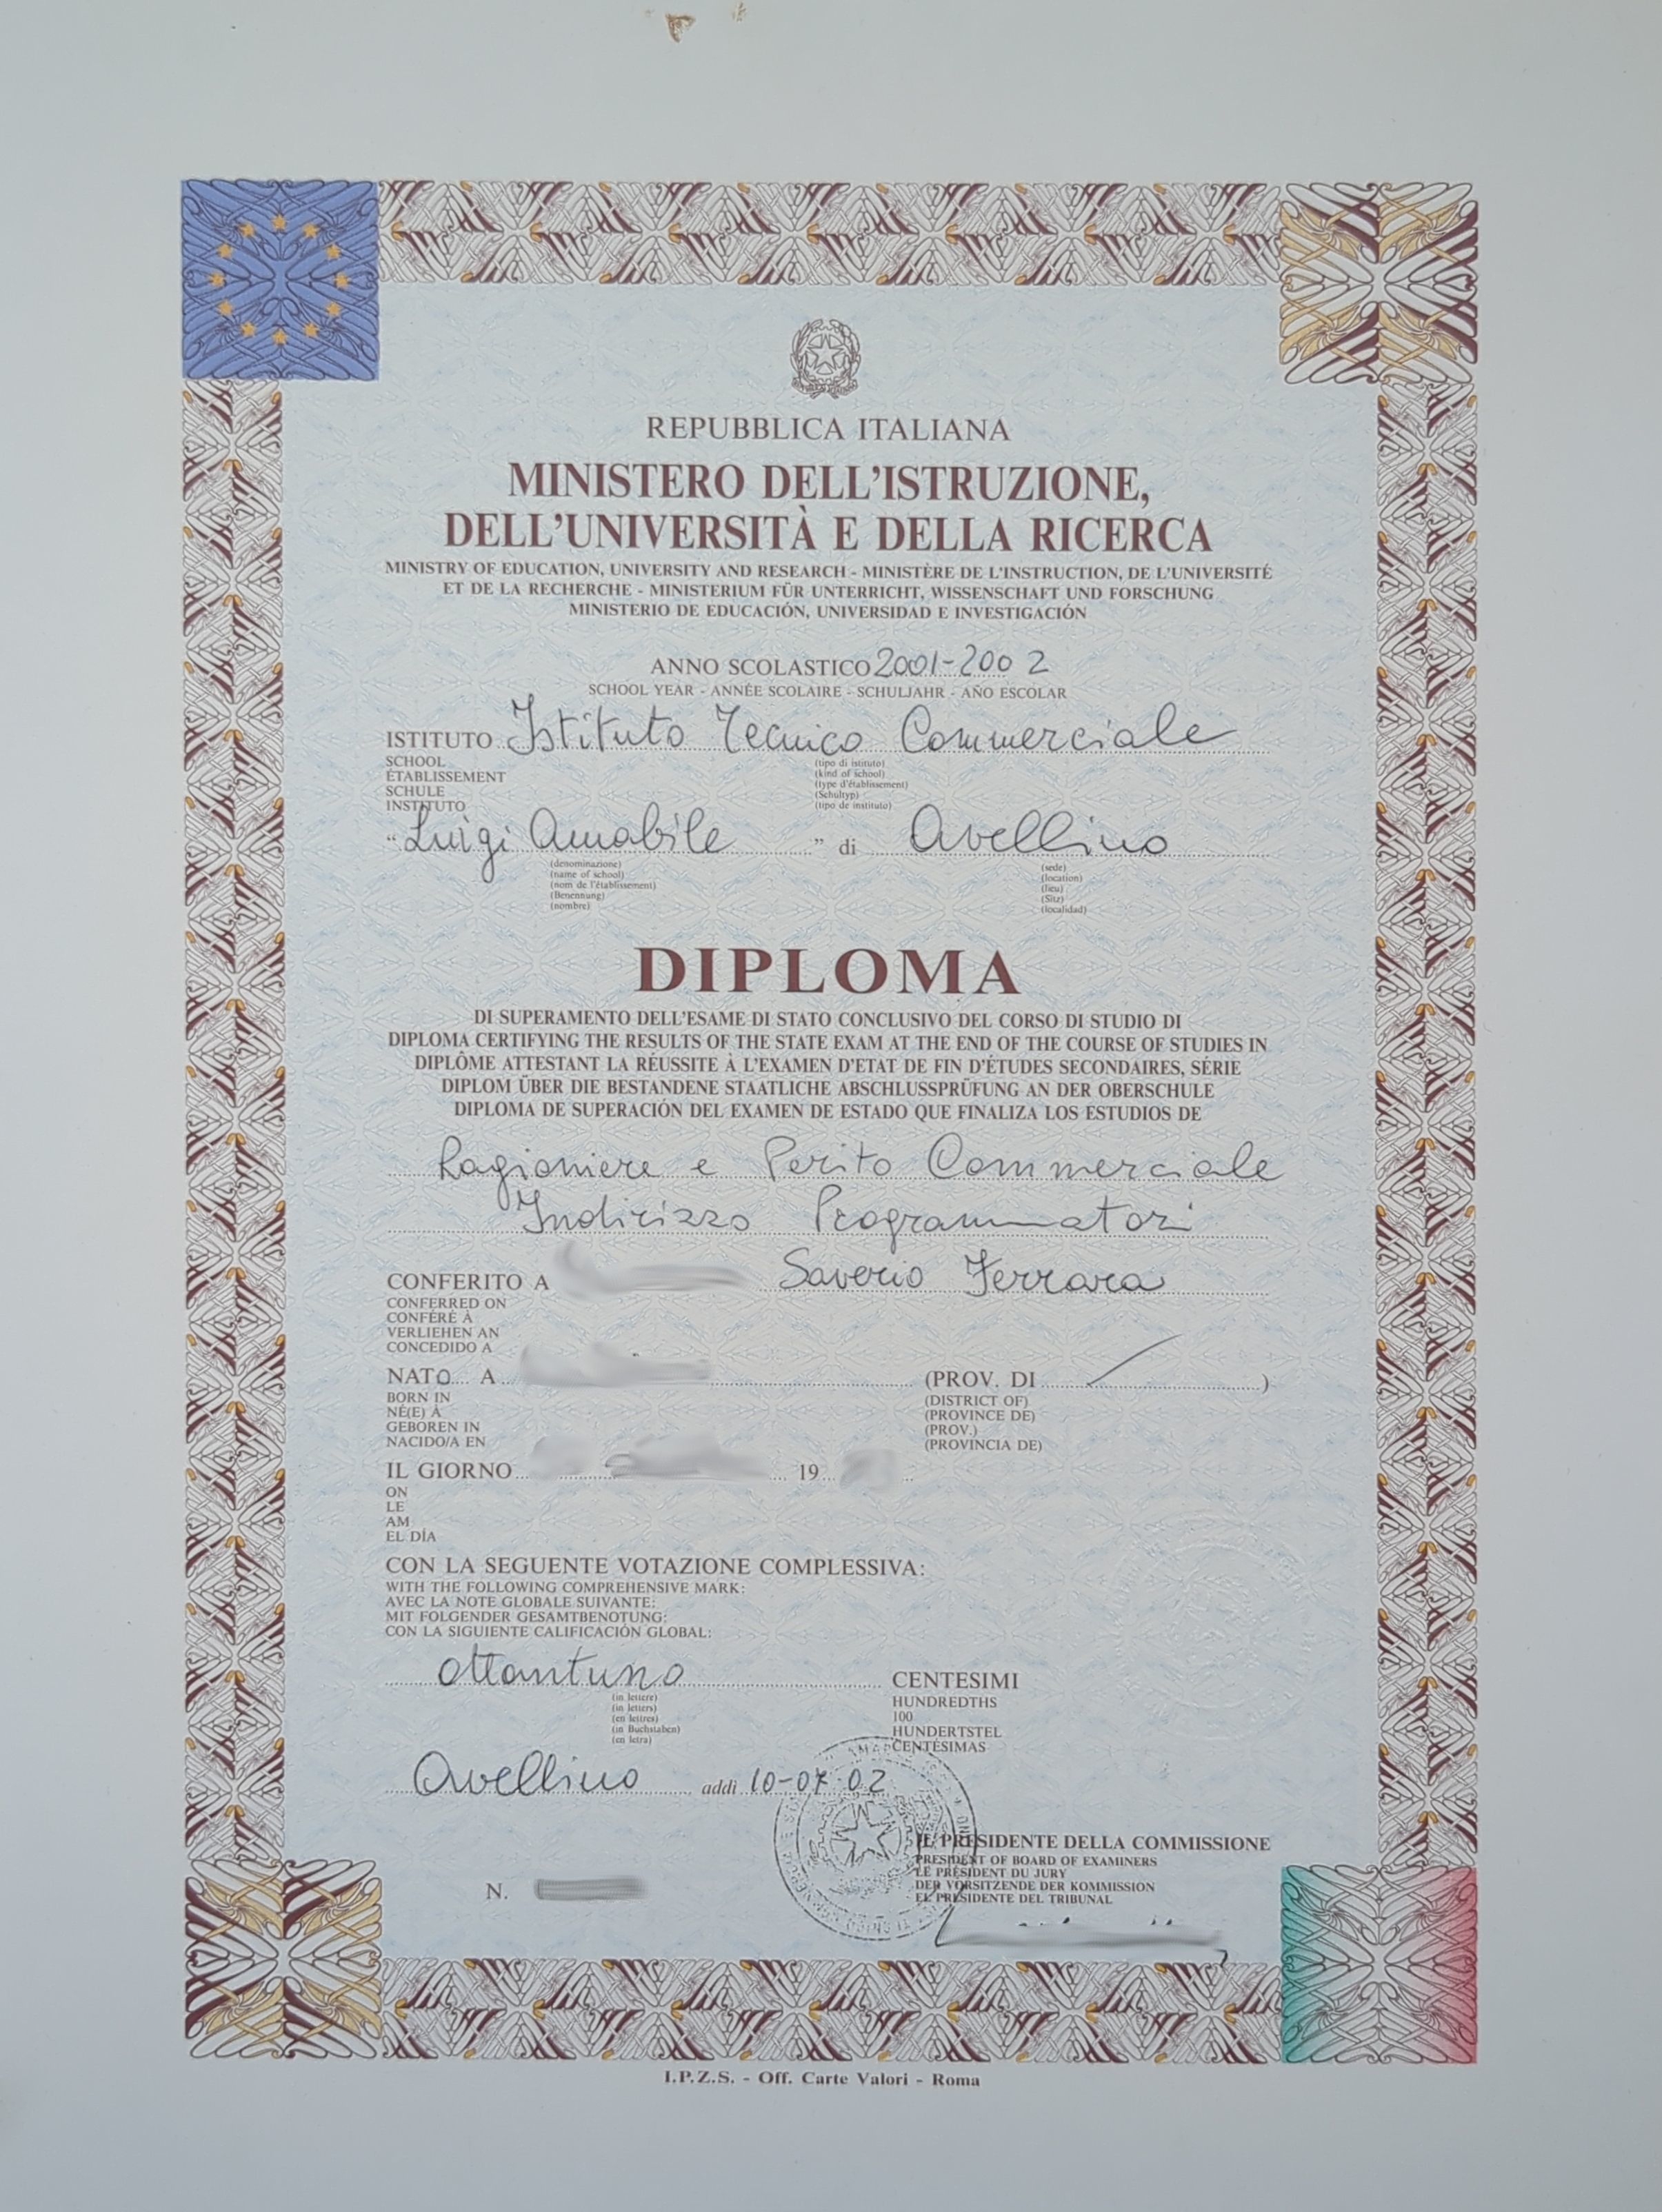 REPUBBLICA ITALIANA
MINISTERO DELL'ISTRUZIONE,
DELL'UNIVERSITÀ E DELLA RICERCA
MINISTRY OF EDUCATION, UNIVERSITY AND RESEARCH - MINISTÈRE DE L'INSTRUCTION, DE L'UNIVERSITÉ
ET DE LA RECHERCHE - MINISTERIUM FÜR UNTERRICHT, WISSENSCHAFT UND FORSCHUNG
MINISTERIO DE EDUCACIÓN, UNIVERSIDAD E INVESTIGACIÓN
ANNO SCOLASTICO 2001-2002
SCHOOL YEAR - ANNÉE SCOLAIRE - SCHULJAHR - AÑO ESCOLAR
ISTITUTO Istituto Tecnico Commerciale
SCHOOL
ÉTABLISSEMENT
SCHULE
INSTITUTO
(tipo di istituto)
(kind of school)
(type d'établissement)
(Schultyp)
(tipo de instituto)
"Luigi Amabile" di Avellino
(denominazione)
(name of school)
(nom de l'établissement)
(Benennung)
(nombre)
(sede)
(location)
(lieu)
(Sitz)
(localidad)
DIPLOMA
DI SUPERAMENTO DELL'ESAME DI STATO CONCLUSIVO DEL CORSO DI STUDIO DI
DIPLOMA CERTIFYING THE RESULTS OF THE STATE EXAM AT THE END OF THE COURSE OF STUDIES IN
DIPLÔME ATTESTANT LA RÉUSSITE À L'EXAMEN D'ETAT DE FIN D'ÉTUDES SECONDAIRES, SÉRIE
DIPLOM ÜBER DIE BESTANDENE STAATLICHE ABSCHLUSSPRÜFUNG AN DER OBERSCHULE
DIPLOMA DE SUPERACIÓN DEL EXAMEN DE ESTADO QUE FINALIZA LOS ESTUDIOS DE
Ragioniere e Perito Commerciale
Indirizzo Programmatori
CONFERITO A Saverio Ferrara
CONFERRED ON
CONFÉRÉ À
VERLIEHEN AN
CONCEDIDO A
NATO A (PROV. DI / )
BORN IN
NÉ(E) À
GEBOREN IN
NACIDO/A EN
(DISTRICT OF)
(PROVINCE DE)
(PROV.)
(PROVINCIA DE)
IL GIORNO 19
ON
LE
AM
EL DÍA
CON LA SEGUENTE VOTAZIONE COMPLESSIVA:
WITH THE FOLLOWING COMPREHENSIVE MARK:
AVEC LA NOTE GLOBALE SUIVANTE:
MIT FOLGENDER GESAMTBENOTUNG:
CON LA SIGUIENTE CALIFICACIÓN GLOBAL:
ottantuno CENTESIMI
(in lettere)
(in letters)
(en lettres)
(in Buchstaben)
(en letra)
HUNDREDTHS
100
HUNDERTSTEL
CENTÉSIMAS
Avellino addì 10-07-02
IL PRESIDENTE DELLA COMMISSIONE
PRESIDENT OF BOARD OF EXAMINERS
LE PRÉSIDENT DU JURY
DER VORSITZENDE DER KOMMISSION
EL PRESIDENTE DEL TRIBUNAL
N.
I.P.Z.S. - Off. Carte Valori - Roma